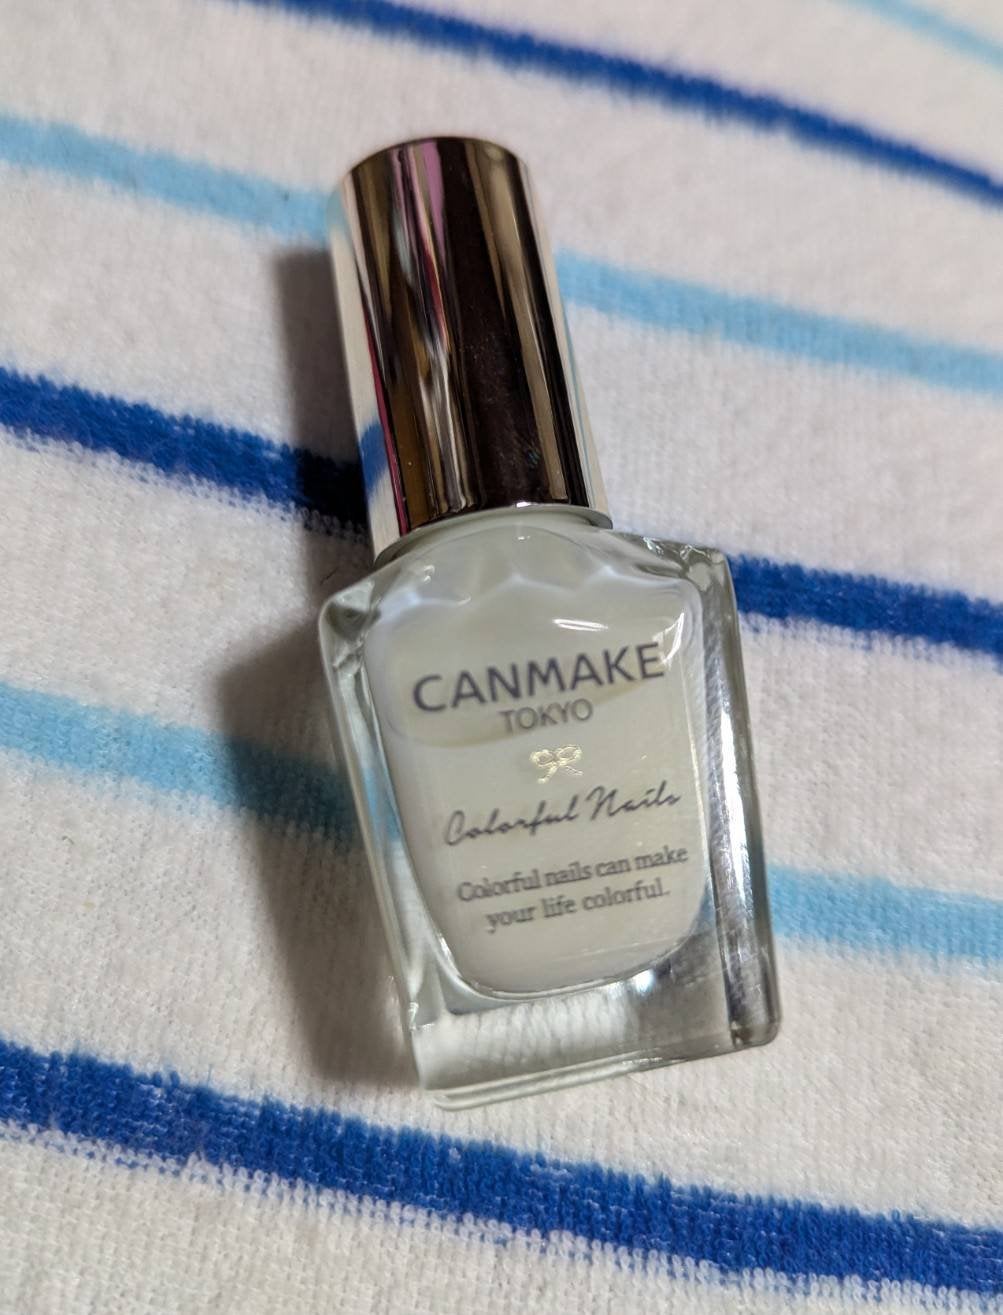 CANMAKE
TOKYO
Colorful Nails
Colorful nails can make
your life colorful.